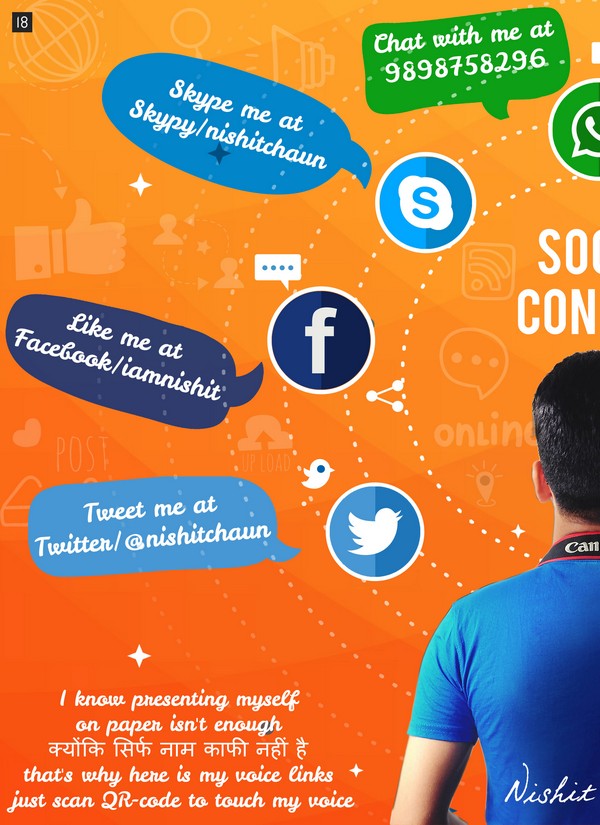 18
Chat with me at
9898758296
Skype me at
Skypy/nishitchaun
SOC
CON
Like me at
Facebook/iamnishit
online
POST
UP LOAD
Tweet me at
Twitter/@nishitchaun
Can
I know presenting myself
on paper isn't enough
क्योंकि सिर्फ नाम काफी नहीं है
that's why here is my voice links
just scan QR-code to touch my voice
Nishit